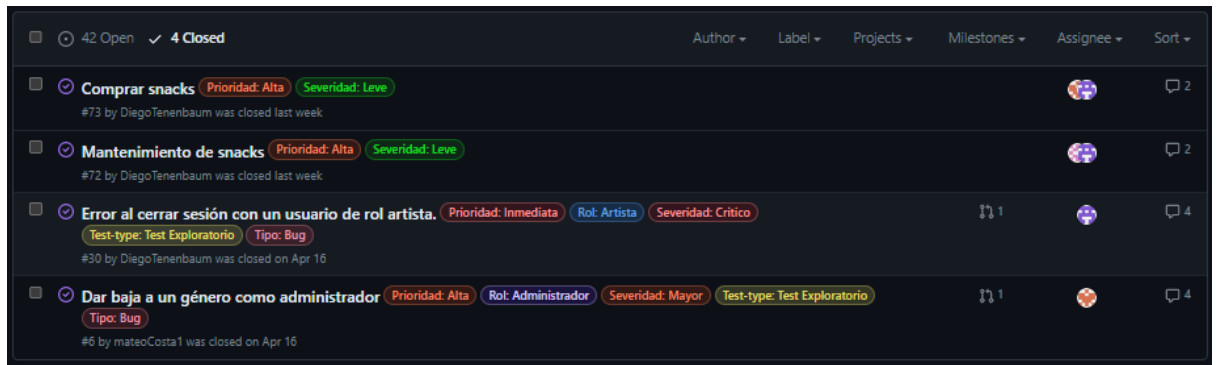 42 Open 4 Closed Author Label Projects Milestones Assignee Sort
Comprar snacks Prioridad: Alta Severidad: Leve 2
#73 by DiegoTenenbaum was closed last week
Mantenimiento de snacks Prioridad: Alta Severidad: Leve 2
#72 by DiegoTenenbaum was closed last week
Error al cerrar sesión con un usuario de rol artista. Prioridad: Inmediata Rol: Artista Severidad: Critico 1 4
Test-type: Test Exploratorio Tipo: Bug
#30 by DiegoTenenbaum was closed on Apr 16
Dar baja a un género como administrador Prioridad: Alta Rol: Administrador Severidad: Mayor Test-type: Test Exploratorio 1 4
Tipo: Bug
#6 by mateoCosta1 was closed on Apr 16